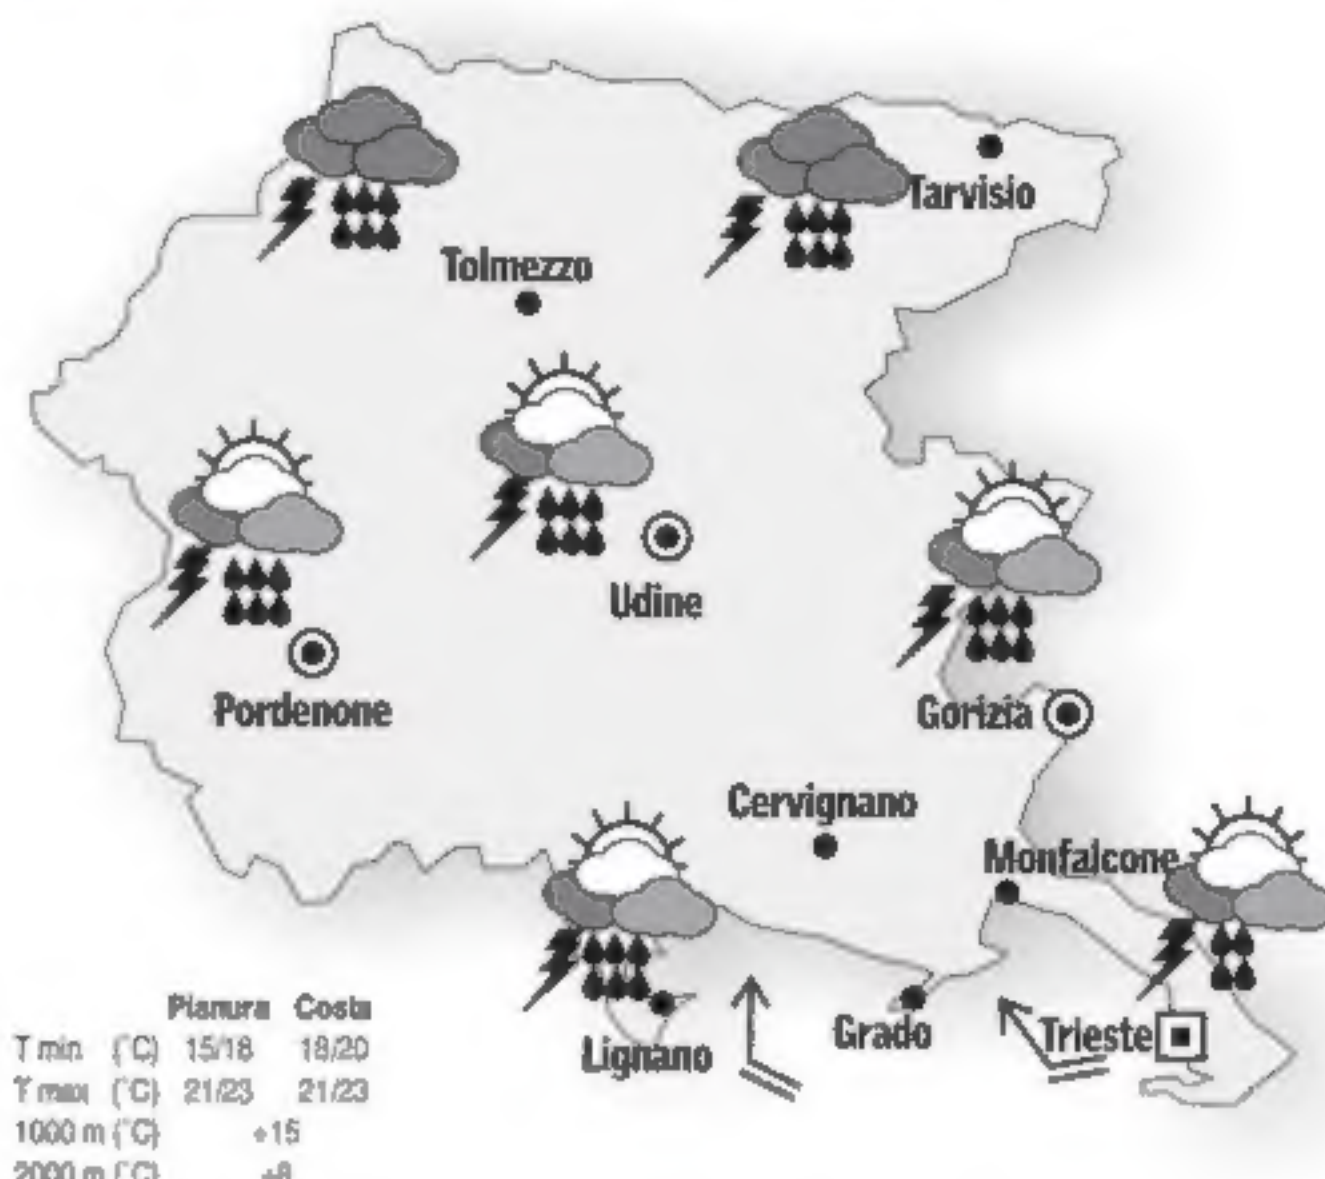 Tarvisio
Tolmezzo
Udine
Pordenone
Gorizia
Cervignano
Monfalcone
Grado
Trieste
Lignano
Pianura Costa
T min (°C) 15/18 18/20
T max (°C) 21/23 21/23
1000 m (°C) +15
2000 m (°C)